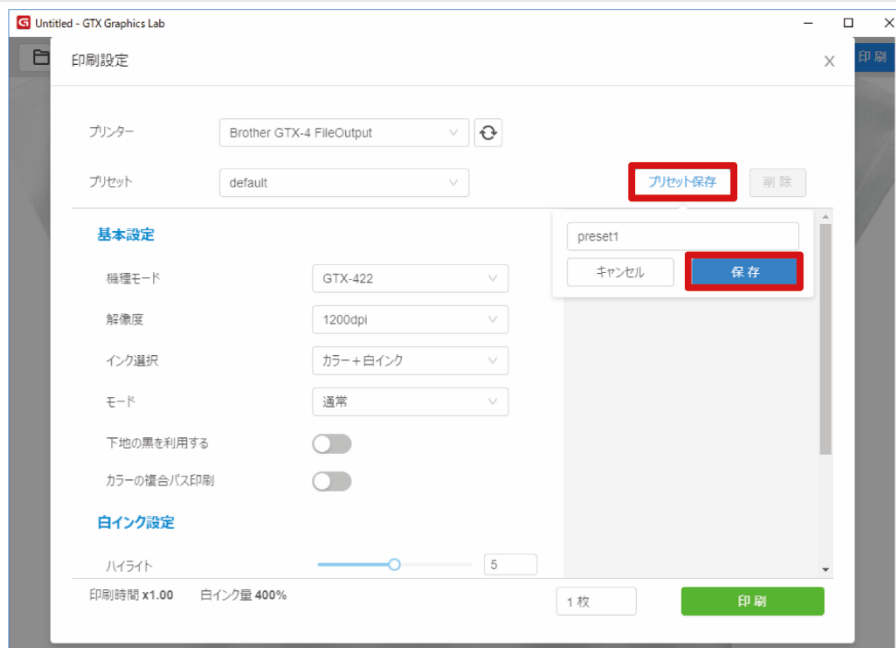 Untitled - GTX Graphics Lab
印刷設定
X
印刷
プリンター
Brother GTX-4 FileOutput
プリセット
default
プリセット保存
削除
基本設定
preset1
キャンセル
保存
機種モード
GTX-422
解像度
1200dpi
インク選択
カラー+白インク
モード
通常
下地の黒を利用する
カラーの複合パス印刷
白インク設定
ハイライト
5
印刷時間 x1.00 白インク量 400%
1 枚
印刷